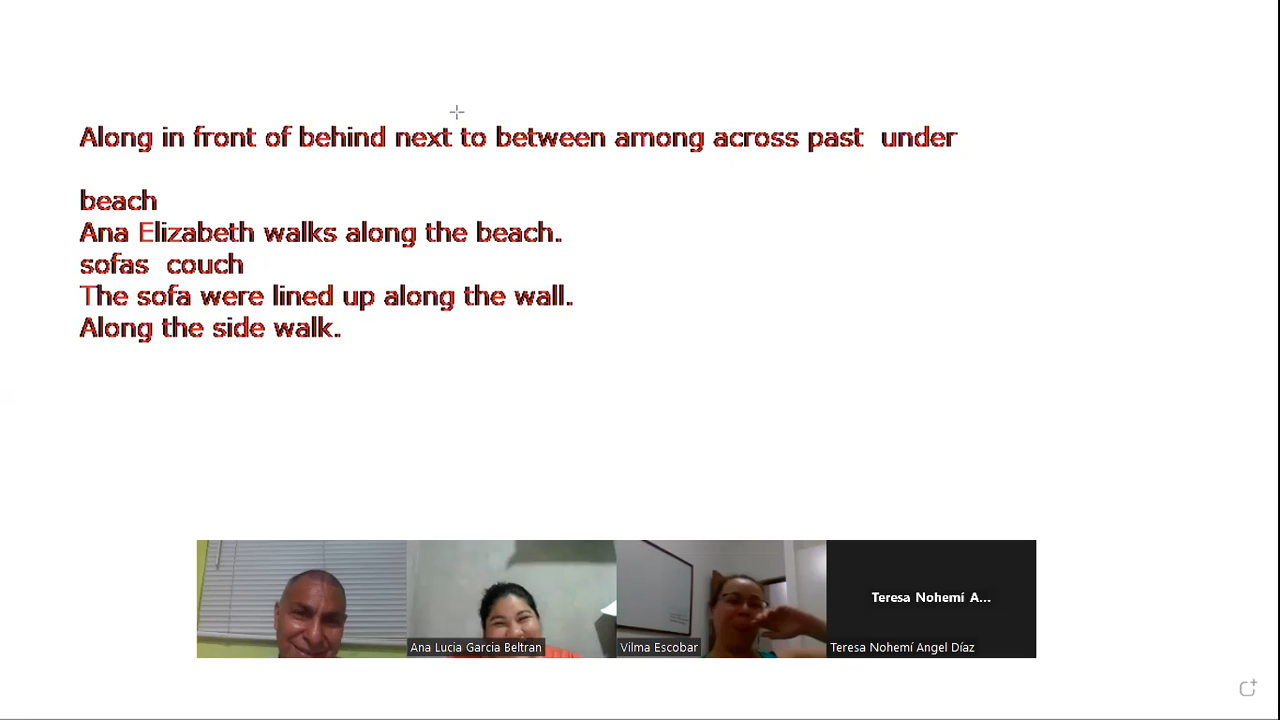 Along in front of behind next to between among across past under
beach
Ana Elizabeth walks along the beach.
sofas couch
The sofa were lined up along the wall.
Along the side walk.
Teresa Nohemí A...
Ana Lucia Garcia Beltran
Vilma Escobar
Teresa Nohemí Angel Díaz